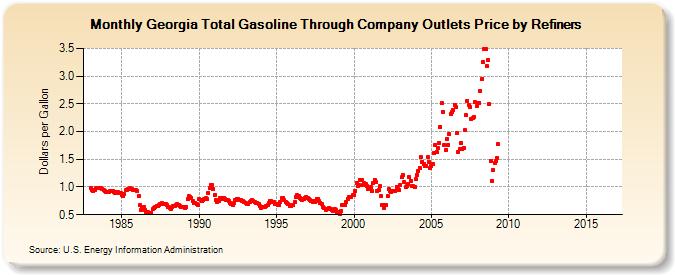 Monthly Georgia Total Gasoline Through Company Outlets Price by Refiners
Dollars per Gallon
3.5
3.0
2.5
2.0
1.5
1.0
0.5
1985 1990 1995 2000 2005 2010 2015
Source: U.S. Energy Information Administration